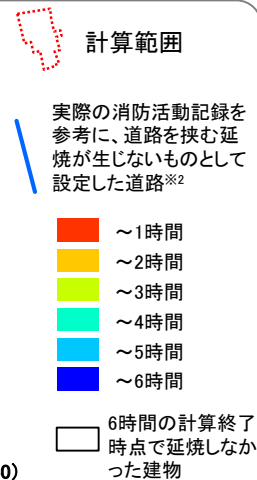 計算範囲
実際の消防活動記録を
参考に、道路を挟む延
焼が生じないものとして
設定した道路※2
～1時間
～2時間
～3時間
～4時間
～5時間
～6時間
6時間の計算終了
時点で延焼しなか
った建物
0)